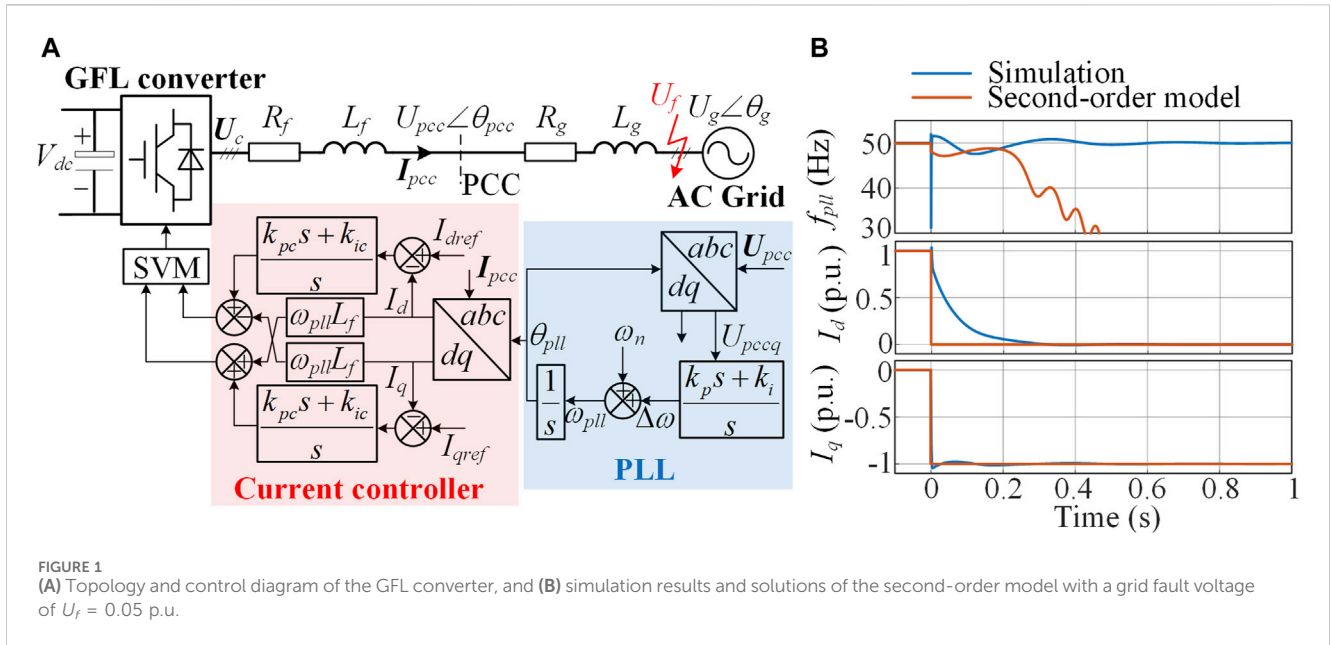 A
GFL converter
V_dc
+
−
U_c
R_f
L_f
I_pcc
U_pcc∠θ_pcc
PCC
R_g
L_g
U_f
U_g∠θ_g
AC Grid
SVM
k_pc s + k_ic
s
I_dref
I_pcc
ω_pll L_f
I_d
abc
dq
ω_pll L_f
I_q
k_pc s + k_ic
s
I_qref
Current controller
θ_pll
abc
dq
U_pcc
U_pccq
ω_n
1
s
ω_pll
Δω
k_p s + k_i
s
PLL
B
Simulation
Second-order model
f_pll (Hz)
50
40
30
I_d (p.u.)
1
0.5
0
I_q (p.u.)
0
-0.5
-1
0 0.2 0.4 0.6 0.8 1
Time (s)
FIGURE 1
(A) Topology and control diagram of the GFL converter, and (B) simulation results and solutions of the second-order model with a grid fault voltage
of U_f = 0.05 p.u.